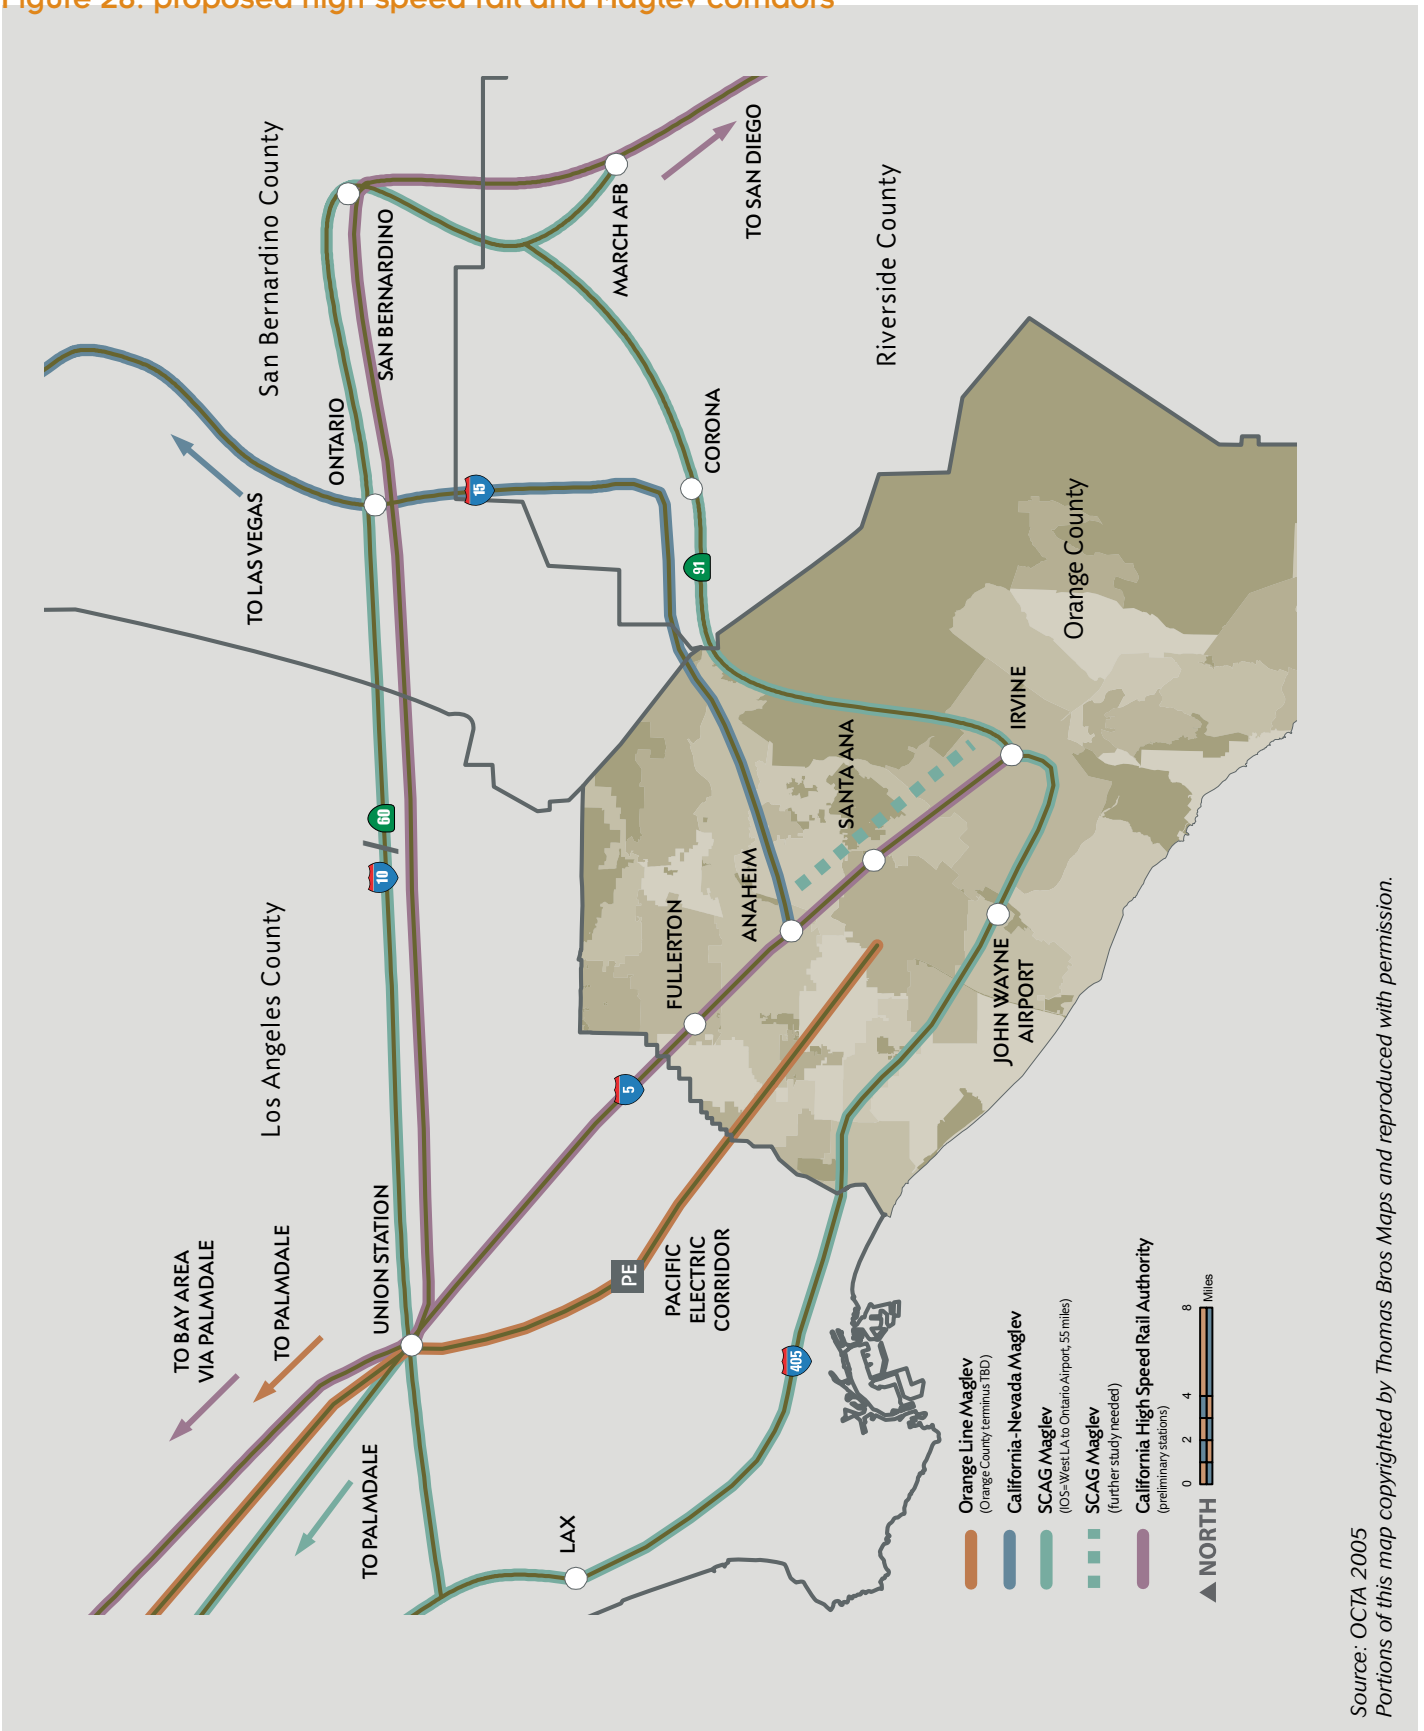 Figure 28: proposed high speed rail and Maglev corridors
San Bernardino County
Los Angeles County
Riverside County
Orange County
TO LAS VEGAS
ONTARIO
SAN BERNARDINO
MARCH AFB
TO SAN DIEGO
CORONA
15
91
60
10
5
405
PE
TO BAY AREA
VIA PALMDALE
TO PALMDALE
UNION STATION
TO PALMDALE
LAX
PACIFIC
ELECTRIC
CORRIDOR
FULLERTON
ANAHEIM
SANTA ANA
IRVINE
JOHN WAYNE
AIRPORT
Orange Line Maglev
(Orange County terminus TBD)
California-Nevada Maglev
SCAG Maglev
(IOS=West LA to Ontario Airport, 55 miles)
SCAG Maglev
(further study needed)
California High Speed Rail Authority
(preliminary stations)
NORTH
0 2 4 8
Miles
Source: OCTA 2005
Portions of this map copyrighted by Thomas Bros Maps and reproduced with permission.